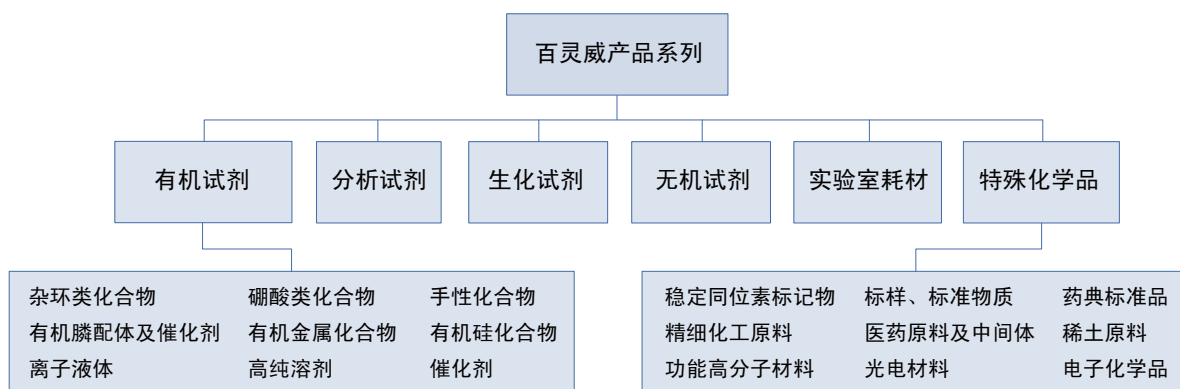 百灵威产品系列
有机试剂
分析试剂
生化试剂
无机试剂
实验室耗材
特殊化学品
杂环类化合物 硼酸类化合物 手性化合物
有机膦配体及催化剂 有机金属化合物 有机硅化合物
离子液体 高纯溶剂 催化剂
稳定同位素标记物 标样、标准物质 药典标准品
精细化工原料 医药原料及中间体 稀土原料
功能高分子材料 光电材料 电子化学品